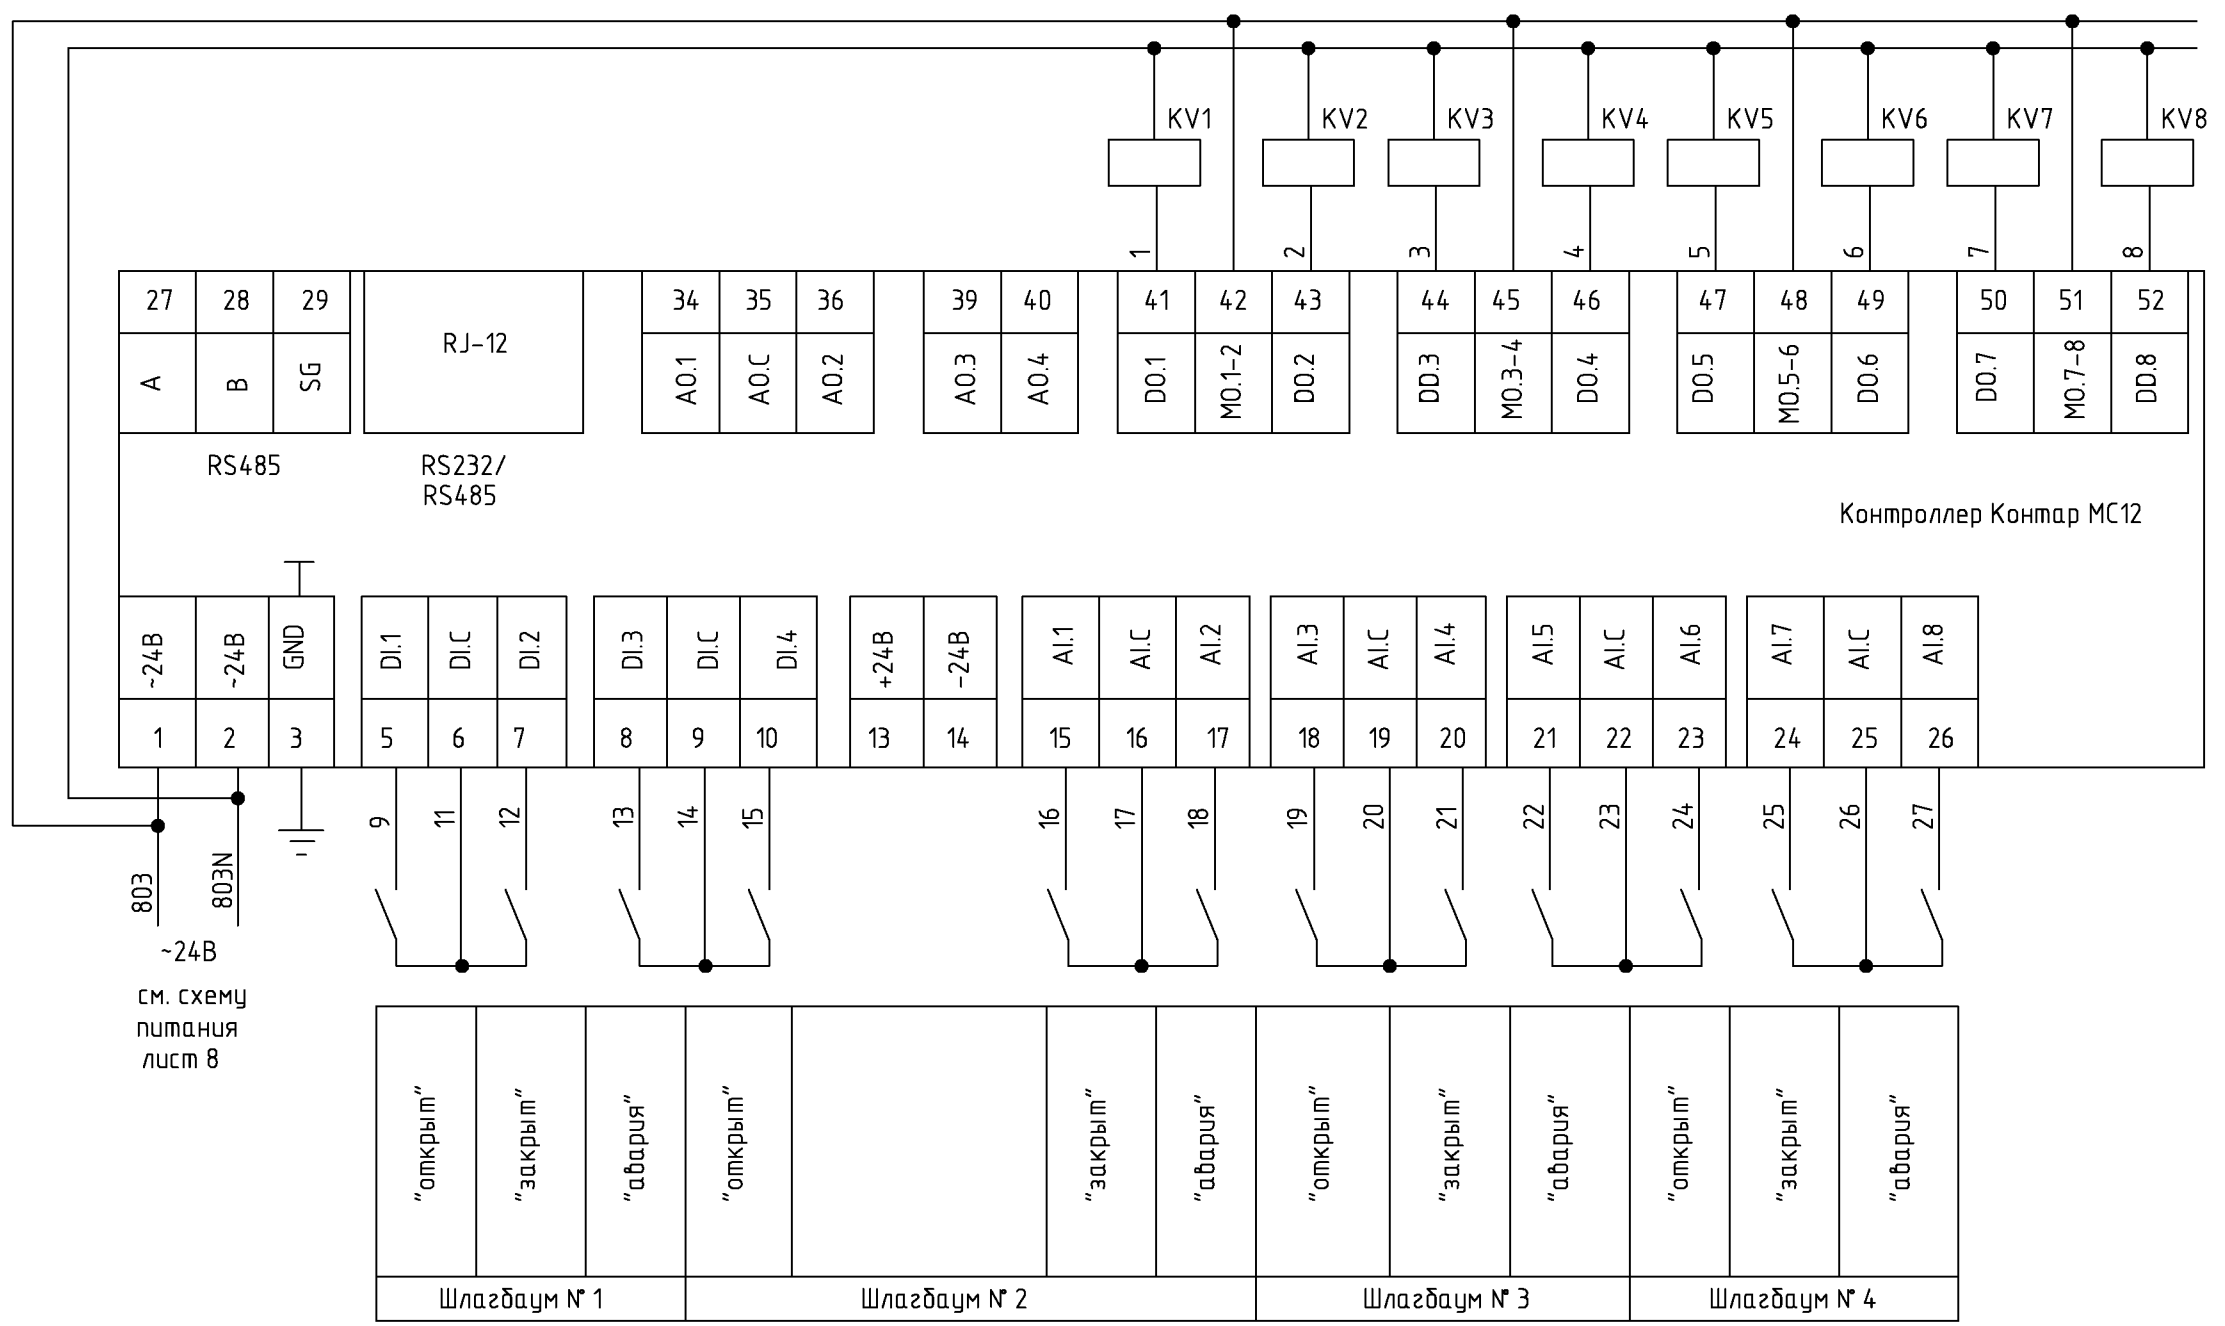 KV1 KV2 KV3 KV4 KV5 KV6 KV7 KV8
1 2 3 4 5 6 7 8
27 28 29 34 35 36 39 40 41 42 43 44 45 46 47 48 49 50 51 52
A B SG RJ-12 AO.1 AO.C AO.2 AO.3 AO.4 DO.1 MO.1-2 DO.2 DD.3 MO.3-4 DO.4 DO.5 MO.5-6 DO.6 DO.7 MO.7-8 DD.8
RS485 RS232/
RS485
Контроллер Контар МС12
~24В ~24В GND DI.1 DI.C DI.2 DI.3 DI.C DI.4 +24В -24В AI.1 AI.C AI.2 AI.3 AI.C AI.4 AI.5 AI.C AI.6 AI.7 AI.C AI.8
1 2 3 5 6 7 8 9 10 13 14 15 16 17 18 19 20 21 22 23 24 25 26
9 11 12 13 14 15 16 17 18 19 20 21 22 23 24 25 26 27
803 803N
~24В
см. схему
питания
лист 8
"открыт" "закрыт" "авария" "открыт" "закрыт" "авария" "открыт" "закрыт" "авария" "открыт" "закрыт" "авария"
Шлагбаум № 1 Шлагбаум № 2 Шлагбаум № 3 Шлагбаум № 4